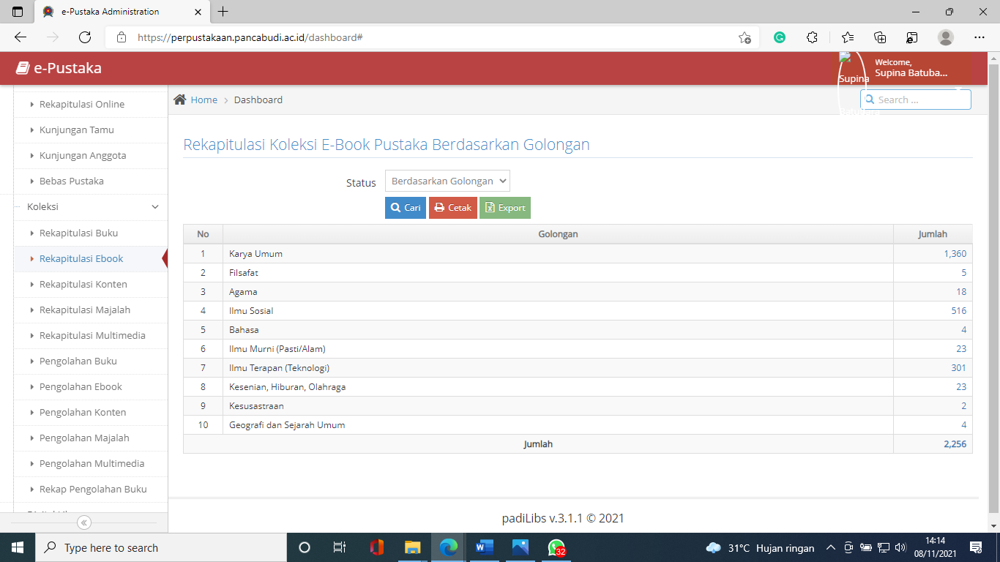 e-Pustaka Administration
https://perpustakaan.pancabudi.ac.id/dashboard#
e-Pustaka
Supina
Welcome,
Supina Batuba...
Rekapitulasi Online
Kunjungan Tamu
Kunjungan Anggota
Bebas Pustaka
Koleksi
Rekapitulasi Buku
Rekapitulasi Ebook
Rekapitulasi Konten
Rekapitulasi Majalah
Rekapitulasi Multimedia
Pengolahan Buku
Pengolahan Ebook
Pengolahan Konten
Pengolahan Majalah
Pengolahan Multimedia
Rekap Pengolahan Buku
Home > Dashboard
Search ...
Rekapitulasi Koleksi E-Book Pustaka Berdasarkan Golongan
Status Berdasarkan Golongan
Cari Cetak Export
No Golongan Jumlah
1 Karya Umum 1,360
2 Filsafat 5
3 Agama 18
4 Ilmu Sosial 516
5 Bahasa 4
6 Ilmu Murni (Pasti/Alam) 23
7 Ilmu Terapan (Teknologi) 301
8 Kesenian, Hiburan, Olahraga 23
9 Kesusastraan 2
10 Geografi dan Sejarah Umum 4
Jumlah 2,256
padiLibs v.3.1.1 © 2021
Type here to search
32
31°C Hujan ringan
14:14
08/11/2021